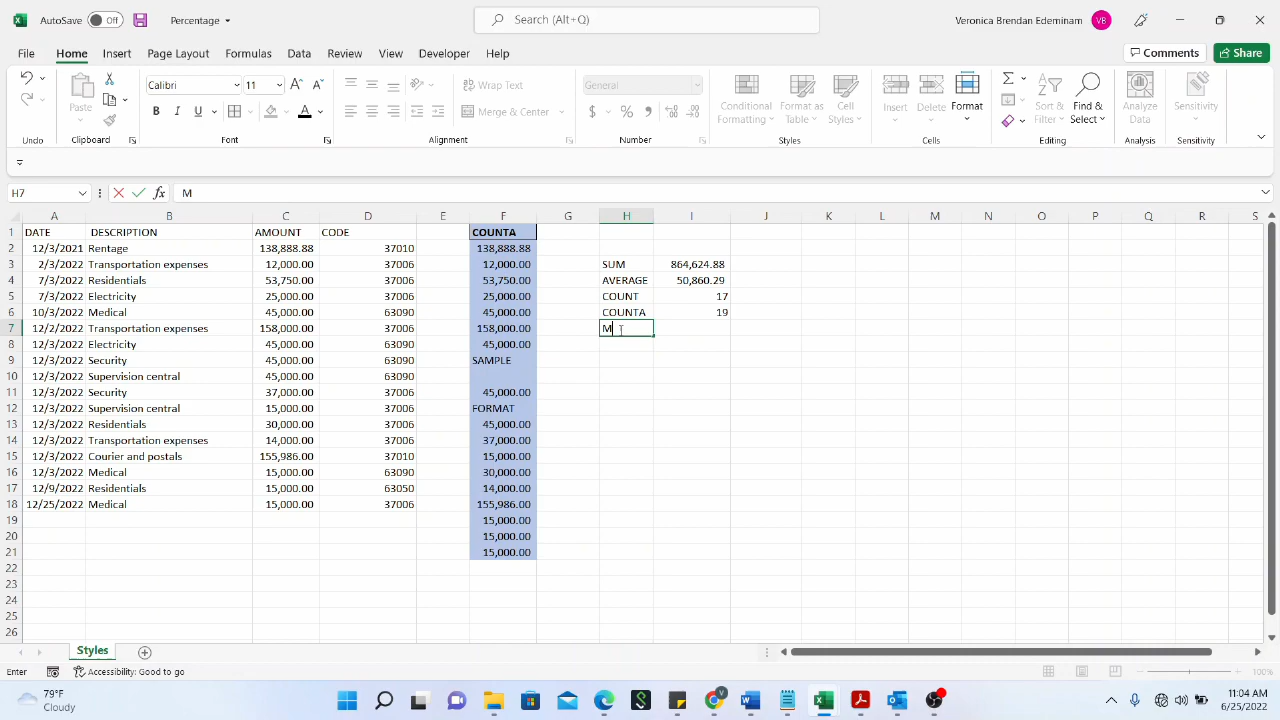 AutoSave Off Percentage Search (Alt+Q) Veronica Brendan Edeminam VB
File Home Insert Page Layout Formulas Data Review View Developer Help Comments Share
Calibri 11 Wrap Text General
Paste B I U Merge & Center $ % Conditional Formatting Format as Table Cell Styles Insert Delete Format Sort & Filter Find & Select Analyze Data Sensitivity
Undo Clipboard Font Alignment Number Styles Cells Editing Analysis Sensitivity
H7 fx M
A B C D E F G H I J K L M N O P Q R S
1 DATE DESCRIPTION AMOUNT CODE COUNTA
2 12/3/2021 Rentage 138,888.88 37010 138,888.88
3 2/3/2022 Transportation expenses 12,000.00 37006 12,000.00 SUM 864,624.88
4 7/3/2022 Residentials 53,750.00 37006 53,750.00 AVERAGE 50,860.29
5 7/3/2022 Electricity 25,000.00 37006 25,000.00 COUNT 17
6 10/3/2022 Medical 45,000.00 63090 45,000.00 COUNTA 19
7 12/2/2022 Transportation expenses 158,000.00 37006 158,000.00 M
8 12/3/2022 Electricity 45,000.00 63090 45,000.00
9 12/3/2022 Security 45,000.00 63090 SAMPLE
10 12/3/2022 Supervision central 45,000.00 63090
11 12/3/2022 Security 37,000.00 37006 45,000.00
12 12/3/2022 Supervision central 15,000.00 37006 FORMAT
13 12/3/2022 Residentials 30,000.00 37006 45,000.00
14 12/3/2022 Transportation expenses 14,000.00 37006 37,000.00
15 12/3/2022 Courier and postals 155,986.00 37010 15,000.00
16 12/3/2022 Medical 15,000.00 63090 30,000.00
17 12/9/2022 Residentials 15,000.00 63050 14,000.00
18 12/25/2022 Medical 15,000.00 37006 155,986.00
19 15,000.00
20 15,000.00
21 15,000.00
22
23
24
25
26
Styles
Enter Accessibility: Good to go 100%
79°F 11:04 AM
Cloudy 6/25/2022